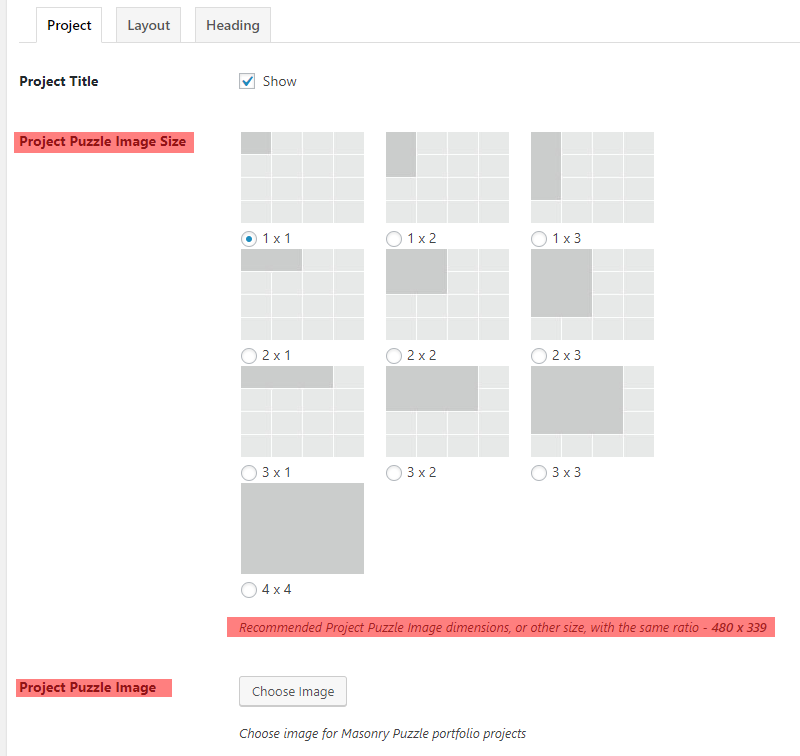 Project Layout Heading
Project Title Show
Project Puzzle Image Size
1 x 1 1 x 2 1 x 3
2 x 1 2 x 2 2 x 3
3 x 1 3 x 2 3 x 3
4 x 4
Recommended Project Puzzle Image dimensions, or other size, with the same ratio - 480 x 339
Project Puzzle Image Choose Image
Choose image for Masonry Puzzle portfolio projects